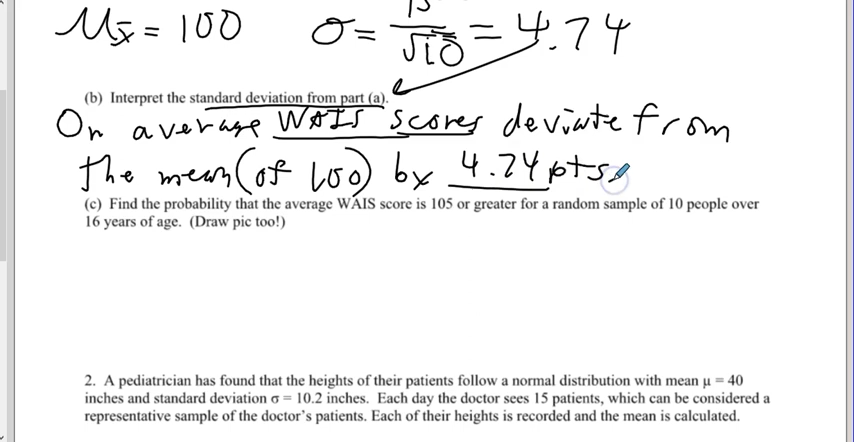 μx̄ = 100 σ = 15/√10 = 4.74
(b) Interpret the standard deviation from part (a).
On average WAIS scores deviate from
the mean (of 100) by 4.74 pts.
(c) Find the probability that the average WAIS score is 105 or greater for a random sample of 10 people over
16 years of age. (Draw pic too!)
2. A pediatrician has found that the heights of their patients follow a normal distribution with mean μ = 40
inches and standard deviation σ = 10.2 inches. Each day the doctor sees 15 patients, which can be considered a
representative sample of the doctor's patients. Each of their heights is recorded and the mean is calculated.